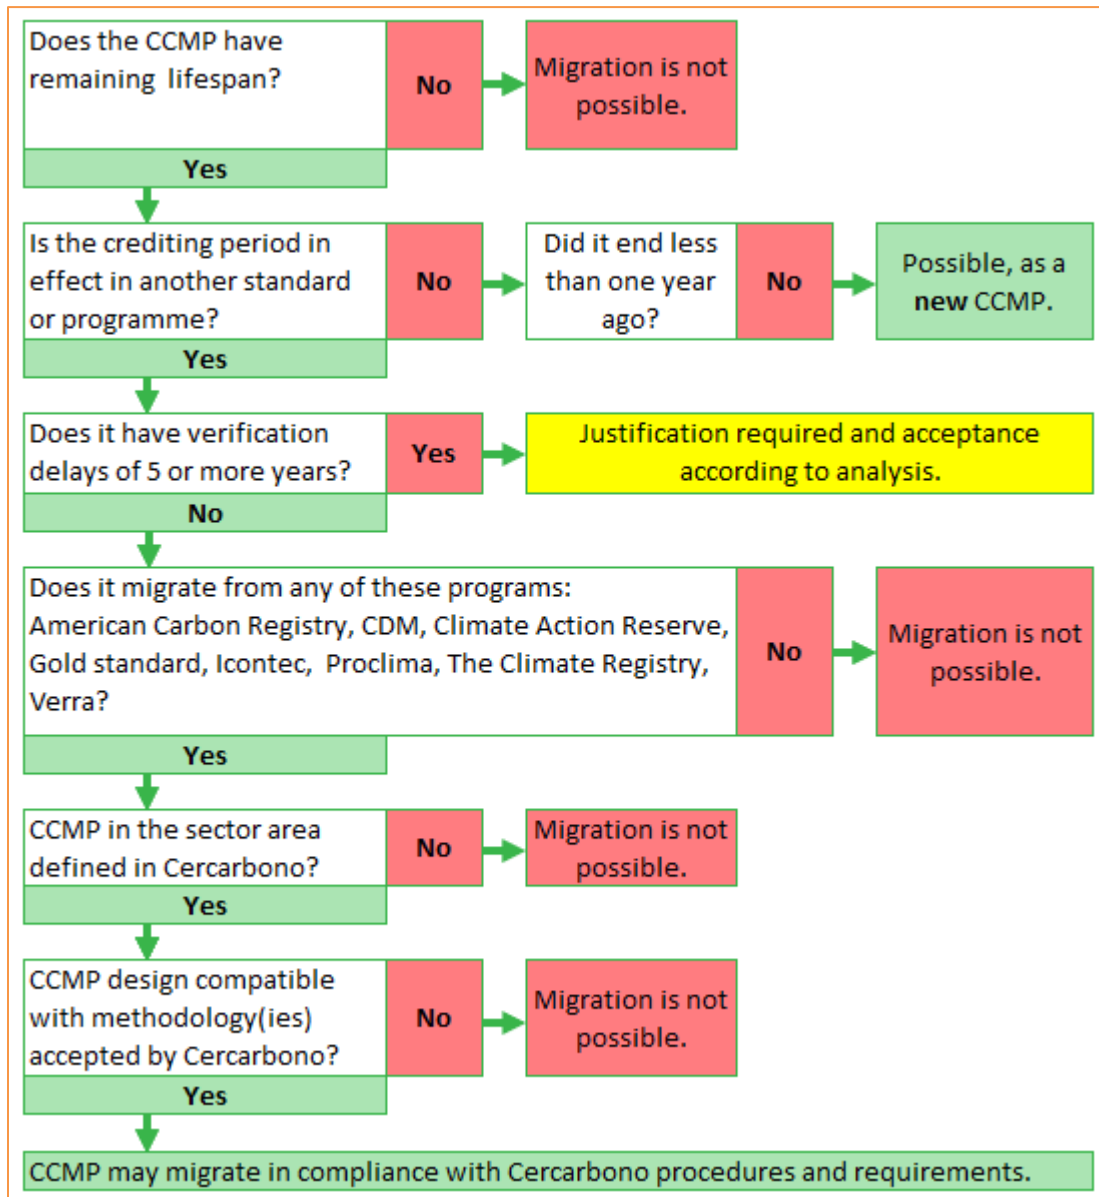 Does the CCMP have
remaining lifespan?
No
Migration is not
possible.
Yes
Is the crediting period in
effect in another standard
or programme?
No
Did it end less
than one year
ago?
No
Possible, as a
new CCMP.
Yes
Does it have verification
delays of 5 or more years?
Yes
Justification required and acceptance
according to analysis.
No
Does it migrate from any of these programs:
American Carbon Registry, CDM, Climate Action Reserve,
Gold standard, Icontec, Proclima, The Climate Registry,
Verra?
No
Migration is not
possible.
Yes
CCMP in the sector area
defined in Cercarbono?
No
Migration is not
possible.
Yes
CCMP design compatible
with methodology(ies)
accepted by Cercarbono?
No
Migration is not
possible.
Yes
CCMP may migrate in compliance with Cercarbono procedures and requirements.